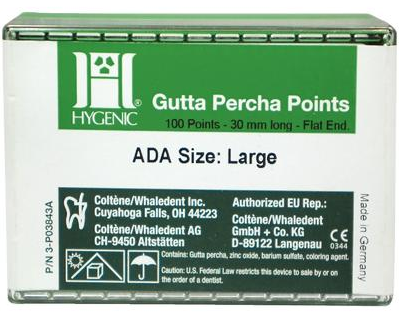 HYGENIC®
Gutta Percha Points
100 Points - 30 mm long - Flat End.
ADA Size: Large
Coltène/Whaledent Inc.
Cuyahoga Falls, OH 44223
Coltène/Whaledent AG
CH-9450 Altstätten
Authorized EU Rep.:
Coltène/Whaledent
GmbH + Co. KG
D-89122 Langenau
CE
0344
Contains: Gutta percha, zinc oxide, barium sulfate, coloring agent.
Caution: U.S. Federal Law restricts this device to sale by or on
the order of a dentist.
P/N 3-P03843A
Made in Germany